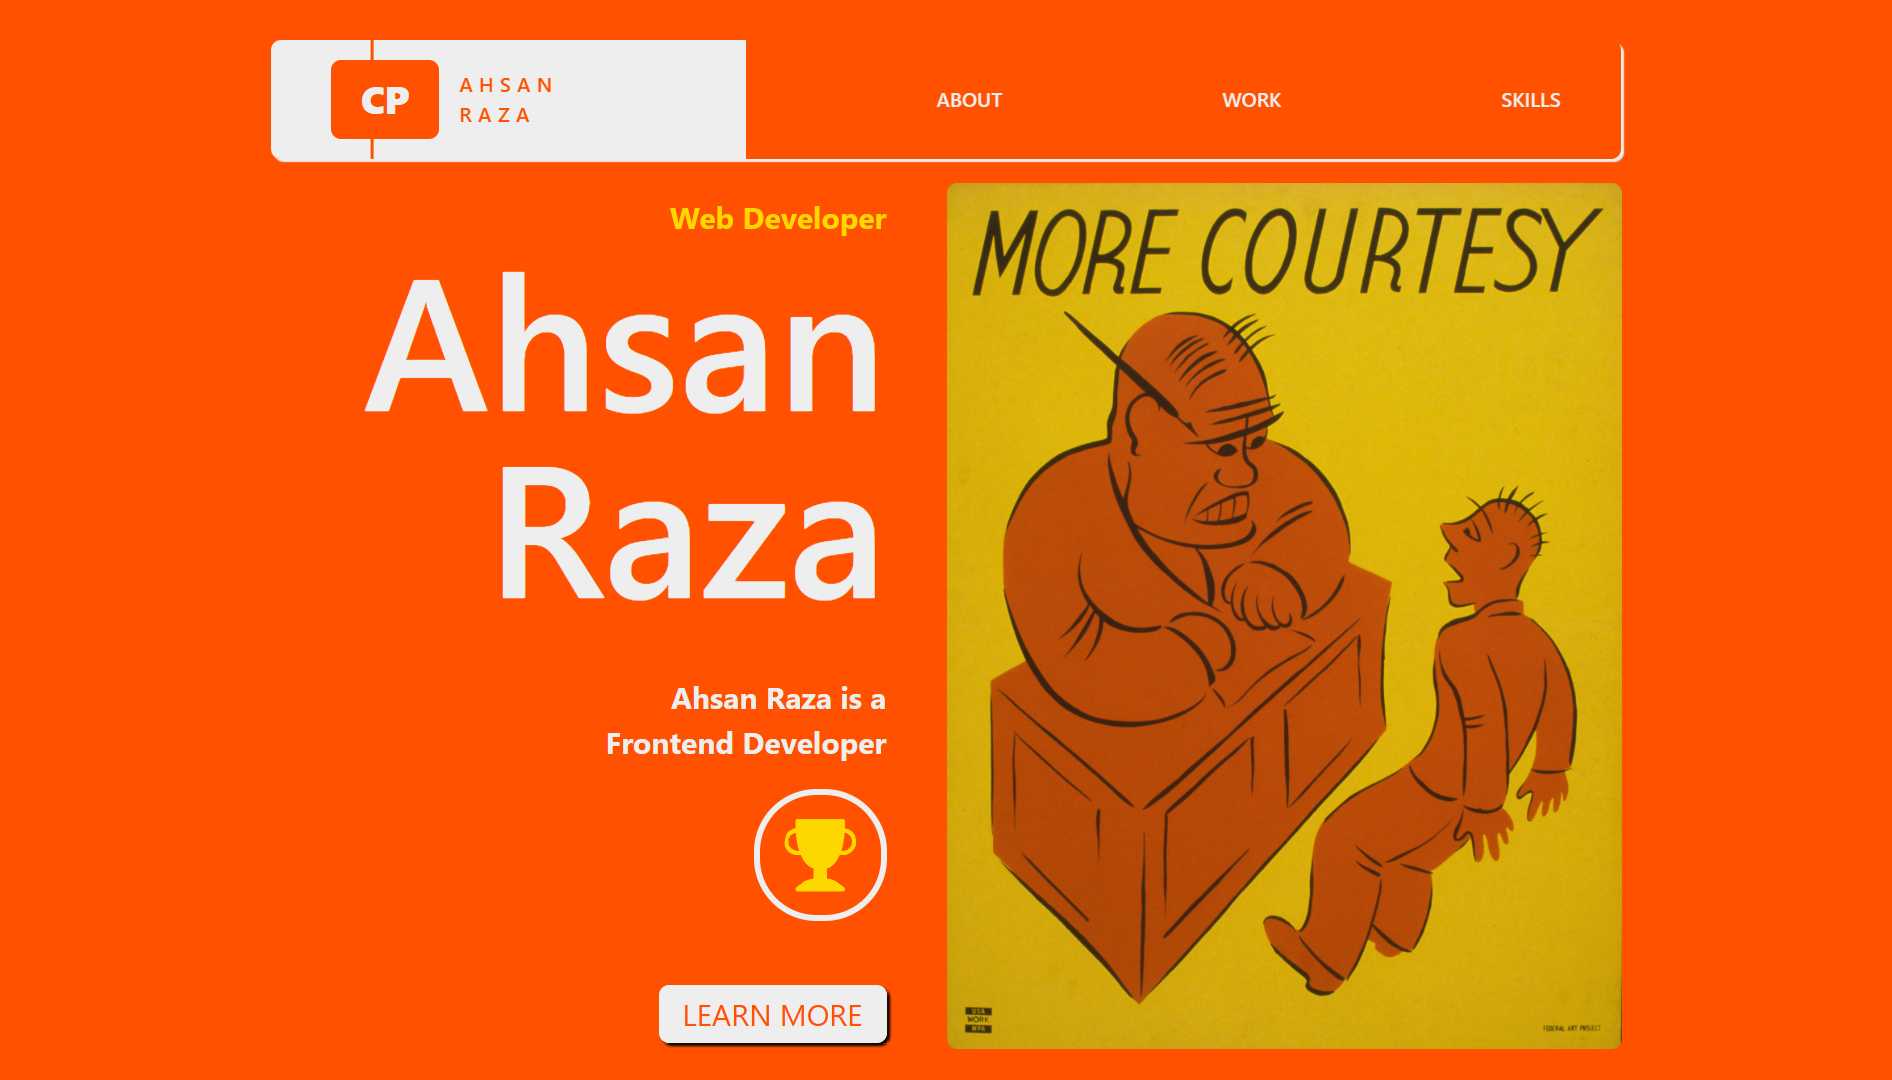 CP
AHSAN
RAZA
ABOUT
WORK
SKILLS
Web Developer
Ahsan
Raza
Ahsan Raza is a
Frontend Developer
LEARN MORE
MORE COURTESY
USA
WORK
WPA
FEDERAL ART PROJECT